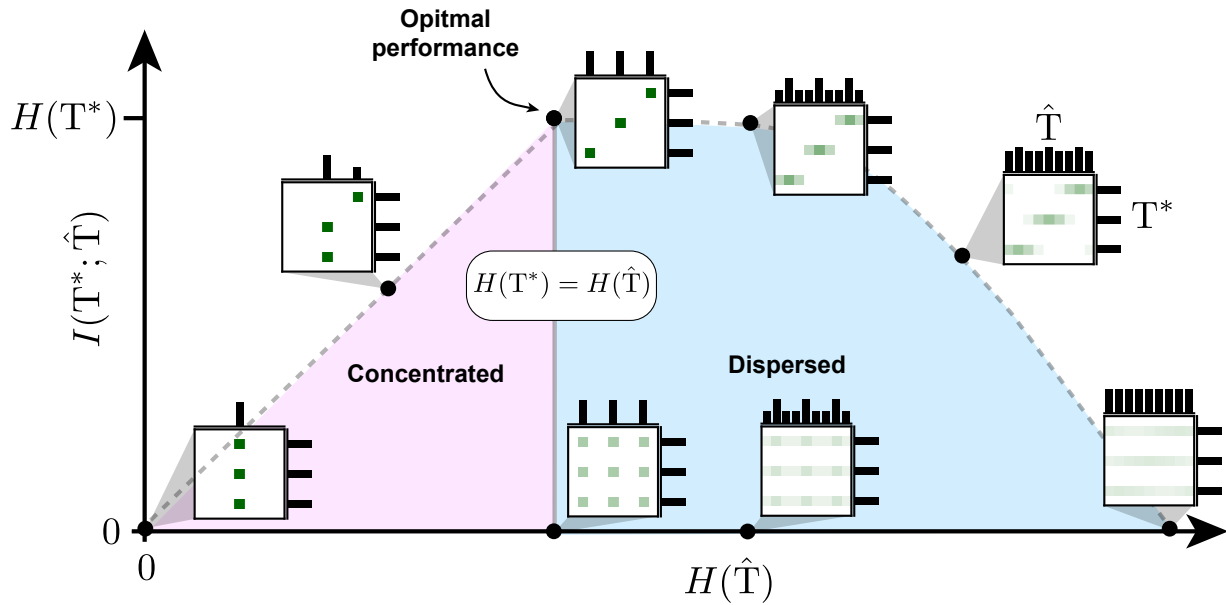 Opitmal
performance
H(T*)
T̂
T*
I(T*; T̂)
H(T*) = H(T̂)
Concentrated
Dispersed
0
0
H(T̂)